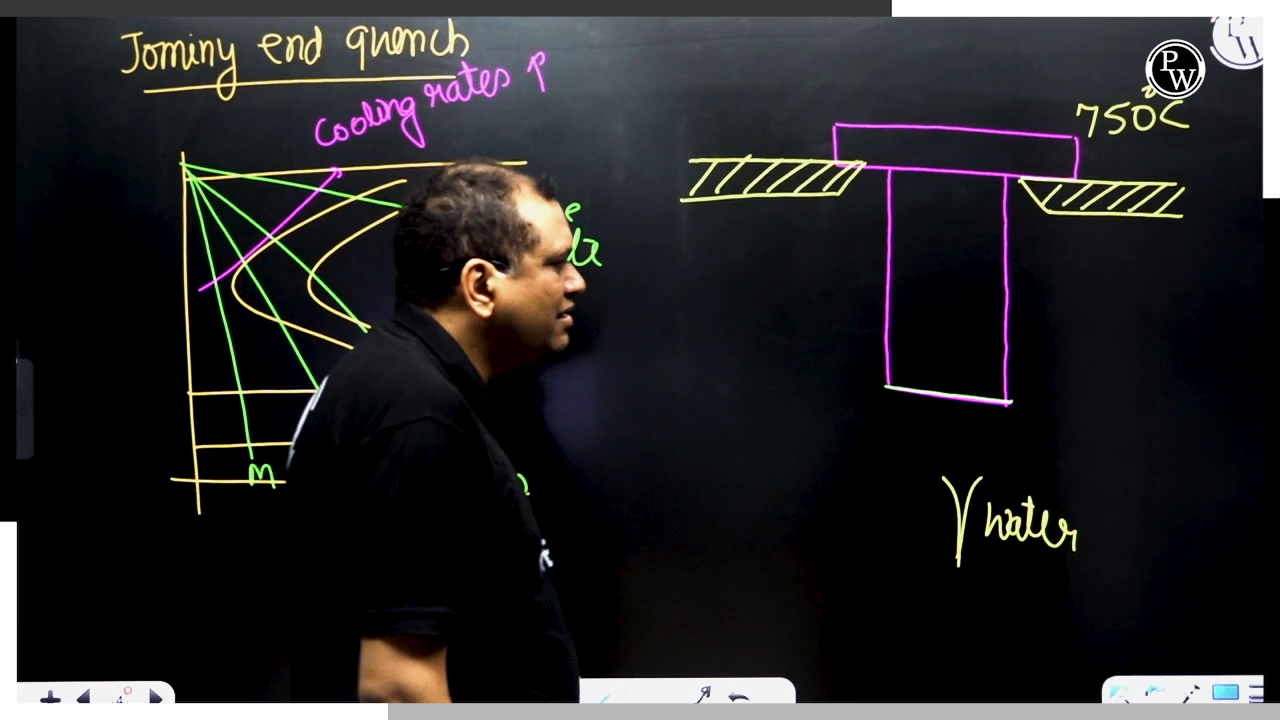 Jominy end quench
cooling rates ↑
750°C
PW
M
water